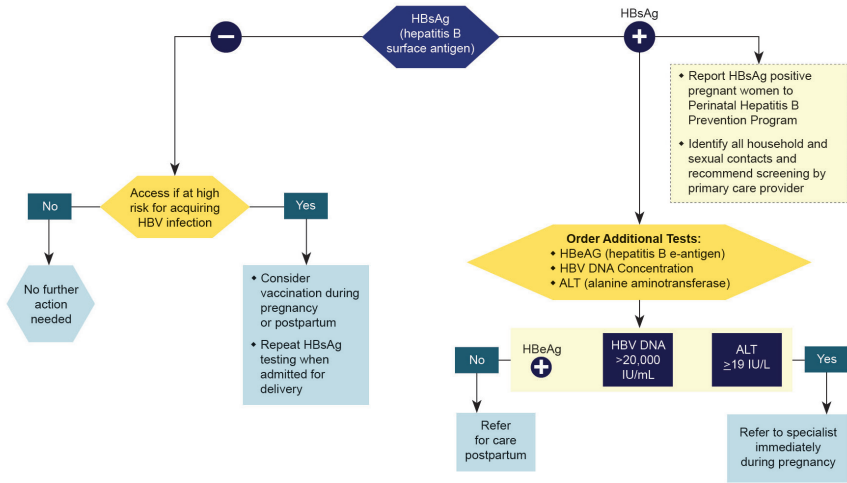 HBsAg
(hepatitis B
surface antigen)
HBsAg
◆ Report HBsAg positive
pregnant women to
Perinatal Hepatitis B
Prevention Program
◆ Identify all household and
sexual contacts and
recommend screening by
primary care provider
No
Access if at high
risk for acquiring
HBV infection
Yes
No further
action
needed
◆ Consider
vaccination during
pregnancy
or postpartum
◆ Repeat HBsAg
testing when
admitted for
delivery
Order Additional Tests:
◆ HBeAG (hepatitis B e-antigen)
◆ HBV DNA Concentration
◆ ALT (alanine aminotransferase)
No
HBeAg
+
HBV DNA
>20,000
IU/mL
ALT
≥19 IU/L
Yes
Refer
for care
postpartum
Refer to specialist
immediately
during pregnancy